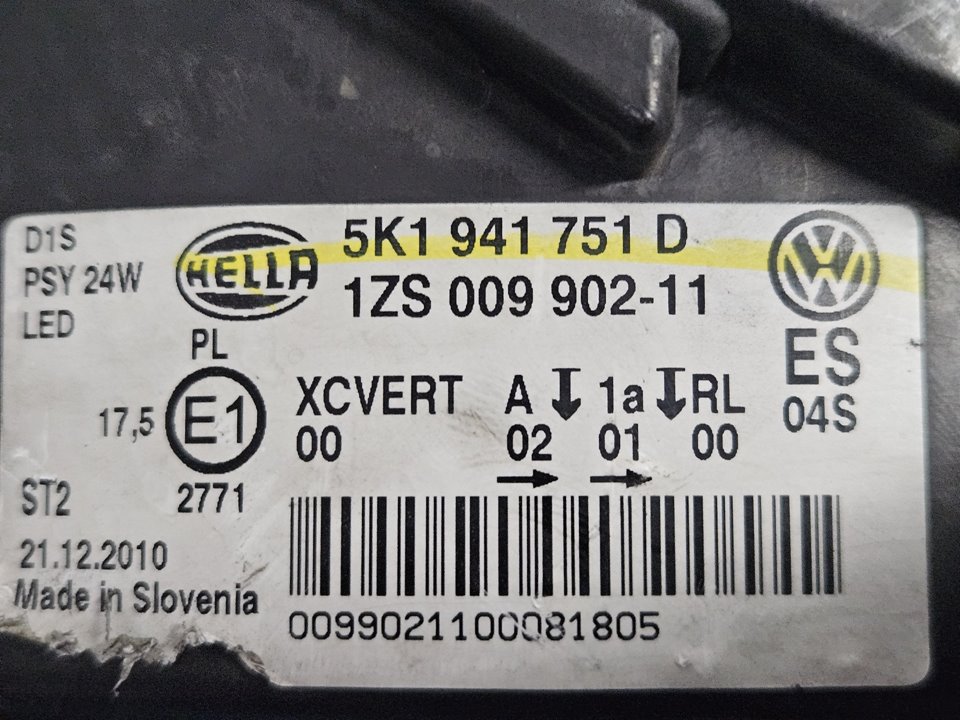 D1S
PSY 24W
LED
HELLA
5K1 941 751 D
1ZS 009 902-11
VW
ES
04S
PL
17,5
E1
2771
XCVERT A 1a RL
00 02 01 00
ST2
21.12.2010
Made in Slovenia
0099021100081805